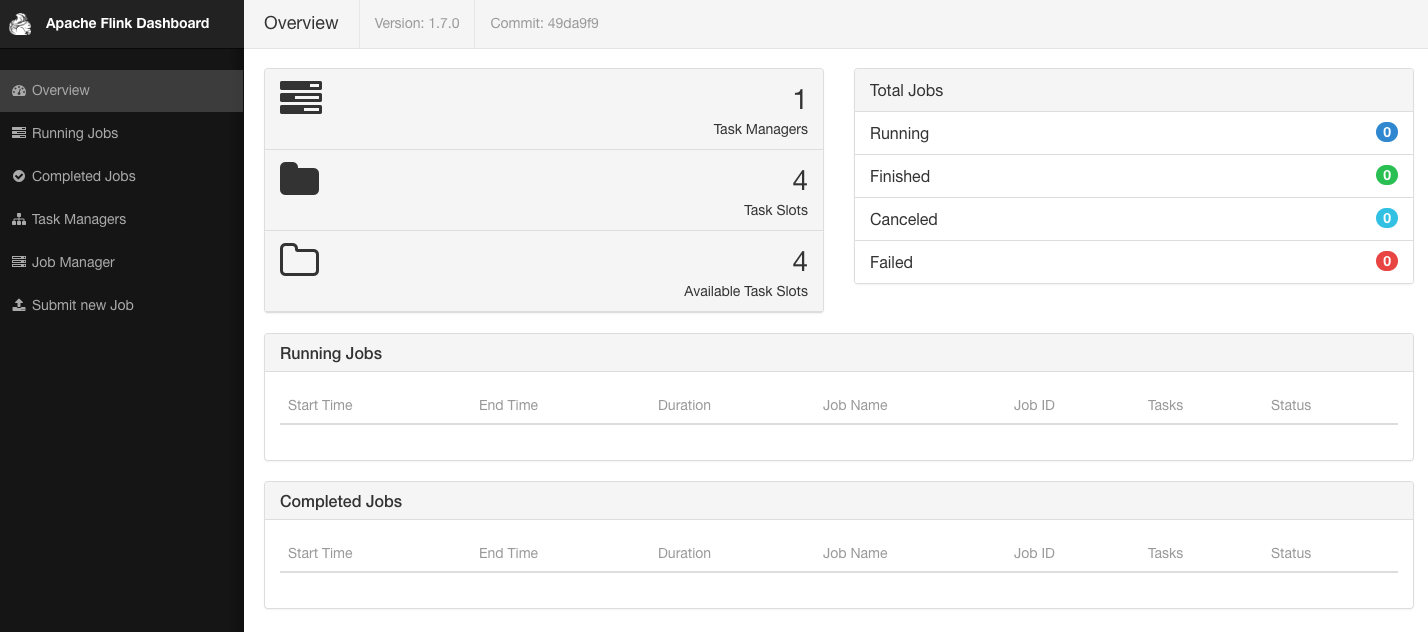 Apache Flink Dashboard
Overview
Running Jobs
Completed Jobs
Task Managers
Job Manager
Submit new Job
Overview
Version: 1.7.0
Commit: 49da9f9
1
Task Managers
4
Task Slots
4
Available Task Slots
Total Jobs
Running 0
Finished 0
Canceled 0
Failed 0
Running Jobs
Start Time End Time Duration Job Name Job ID Tasks Status
Completed Jobs
Start Time End Time Duration Job Name Job ID Tasks Status